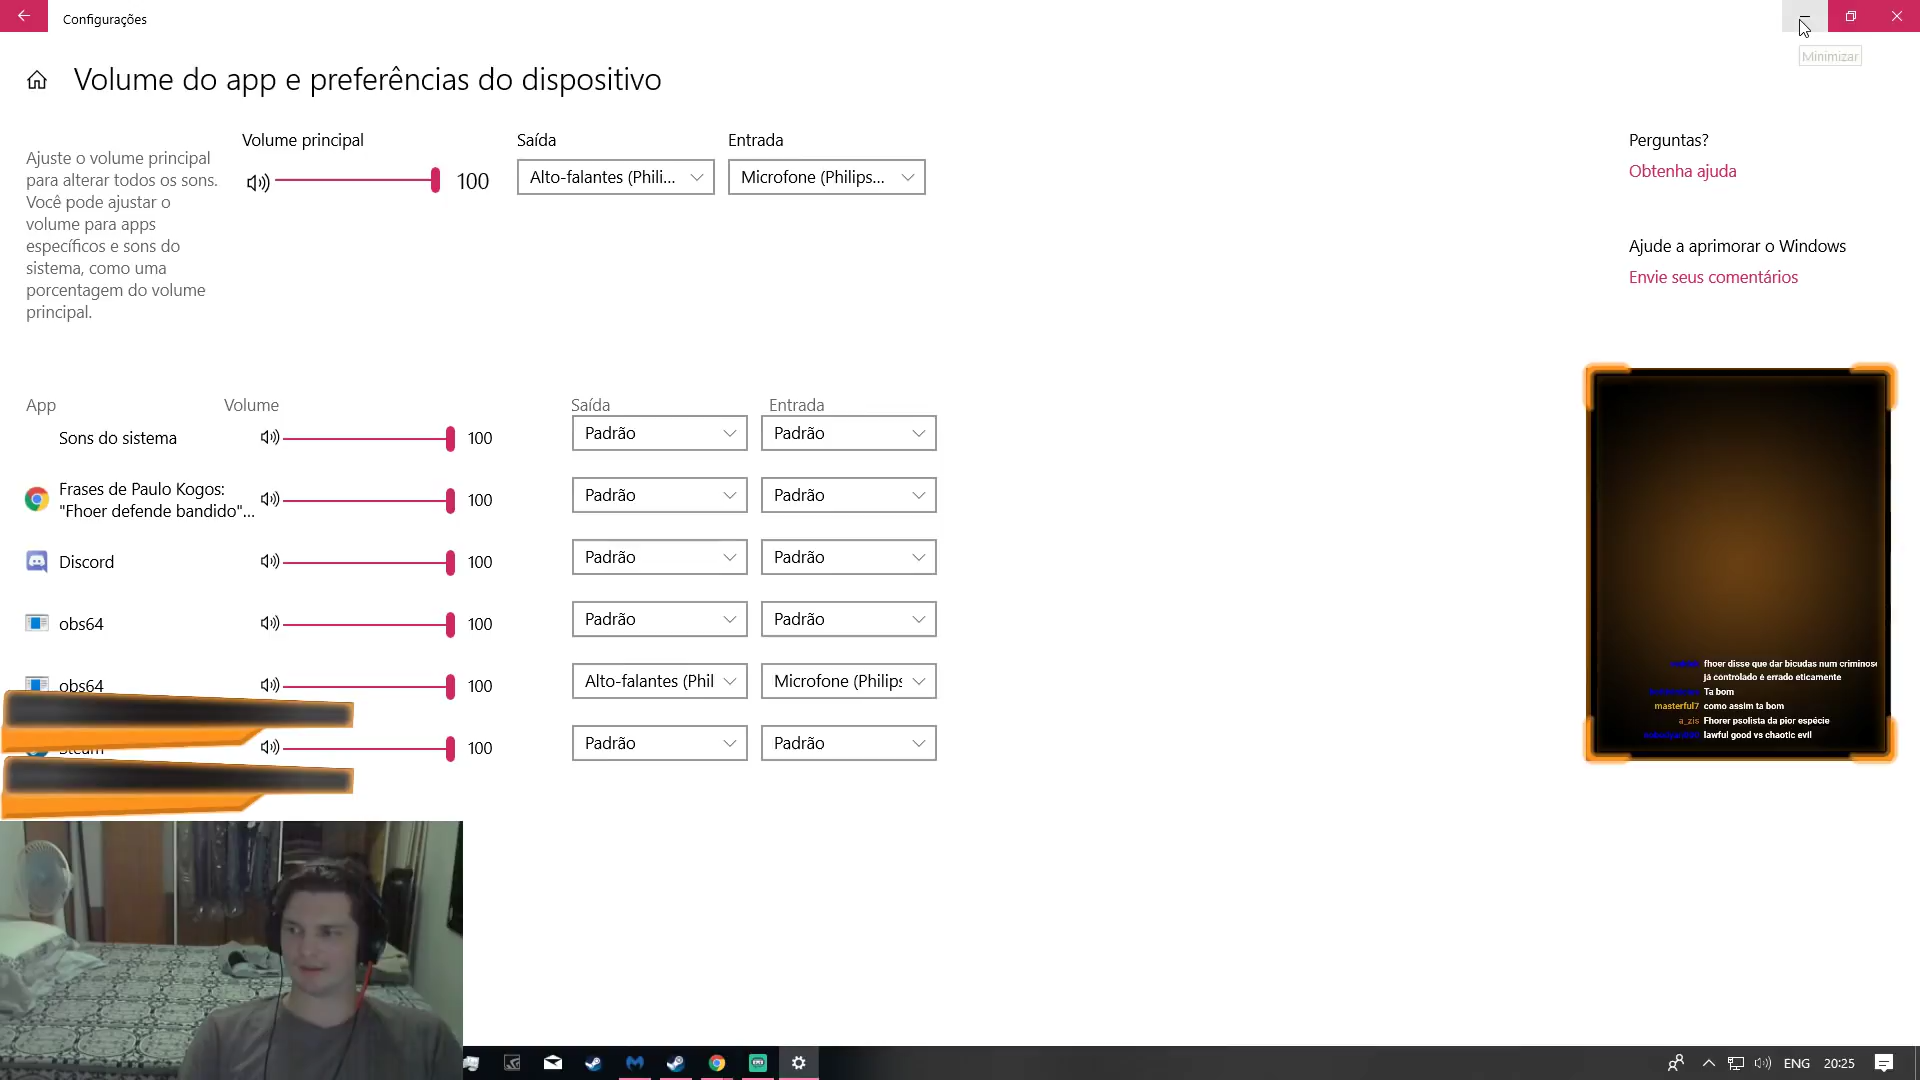 Configurações
Minimizar
Volume do app e preferências do dispositivo
Ajuste o volume principal
para alterar todos os sons.
Você pode ajustar o
volume para apps
específicos e sons do
sistema, como uma
porcentagem do volume
principal.
Volume principal
100
Saída
Alto-falantes (Phili...
Entrada
Microfone (Philips...
Perguntas?
Obtenha ajuda
Ajude a aprimorar o Windows
Envie seus comentários
App Volume Saída Entrada
Sons do sistema 100 Padrão Padrão
Frases de Paulo Kogos:
"Fhoer defende bandido"... 100 Padrão Padrão
Discord 100 Padrão Padrão
obs64 100 Padrão Padrão
obs64 100 Alto-falantes (Phil Microfone (Philips
Steam 100 Padrão Padrão
fhoer disse que dar bicudas num criminoso
já controlado é errado eticamente
Ta bom
masterful7 como assim ta bom
a_zis Fhorer psolista da pior espécie
lawful good vs chaotic evil
ENG 20:25